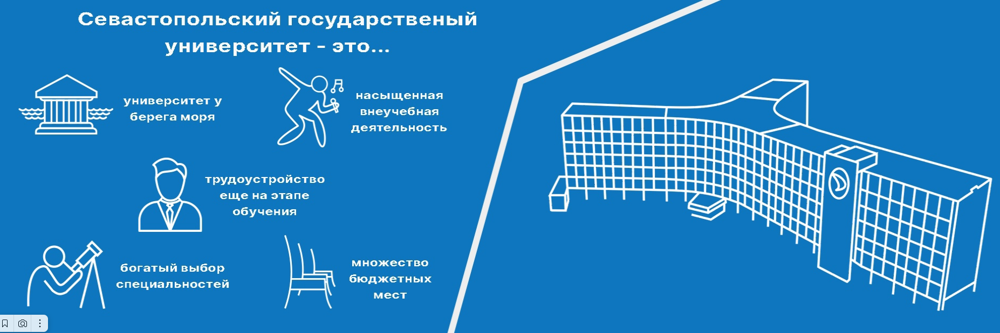 Севастопольский государственый
университет - это...
университет у
берега моря
насыщенная
внеучебная
деятельность
трудоустройство
еще на этапе
обучения
богатый выбор
специальностей
множество
бюджетных
мест